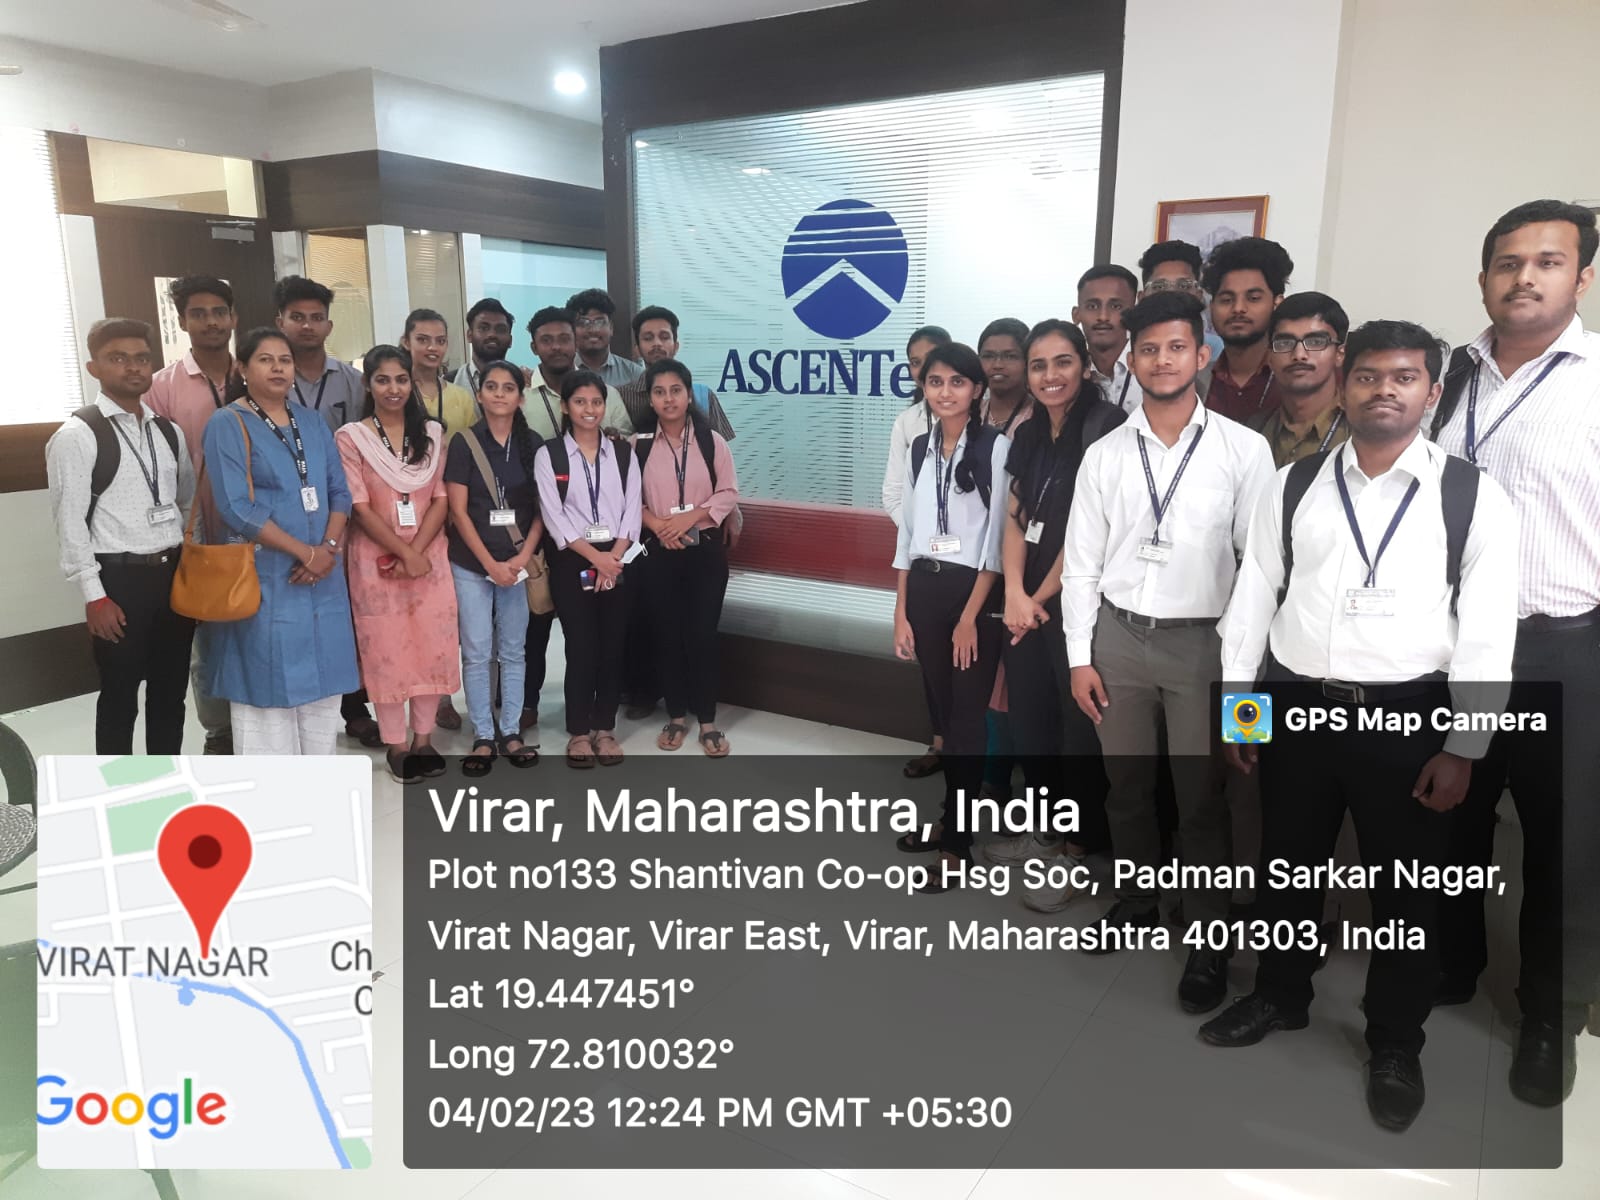 ASCENTe
GPS Map Camera
Virar, Maharashtra, India
Plot no133 Shantivan Co-op Hsg Soc, Padman Sarkar Nagar,
Virat Nagar, Virar East, Virar, Maharashtra 401303, India
Lat 19.447451°
Long 72.810032°
04/02/23 12:24 PM GMT +05:30
VIRAT NAGAR
Ch
C
Google